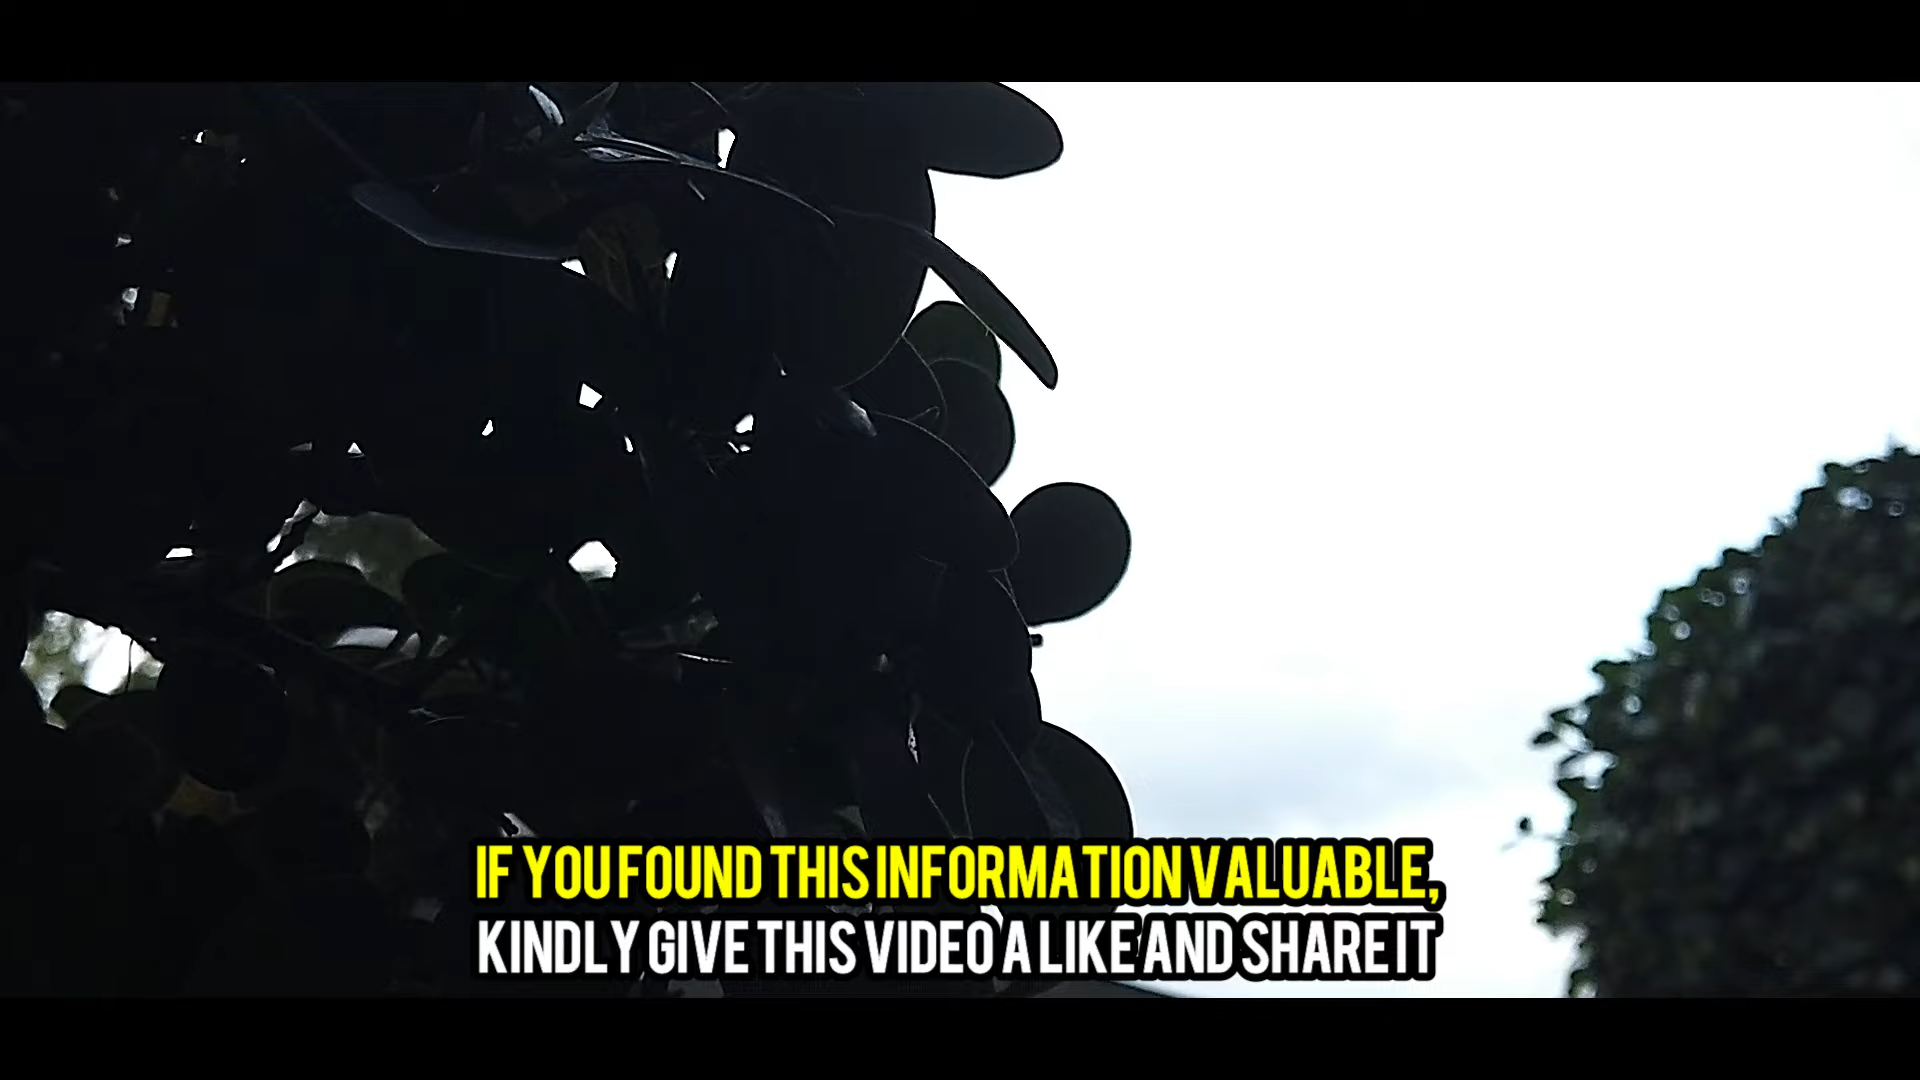 IF YOU FOUND THIS INFORMATION VALUABLE,
KINDLY GIVE THIS VIDEO A LIKE AND SHARE IT